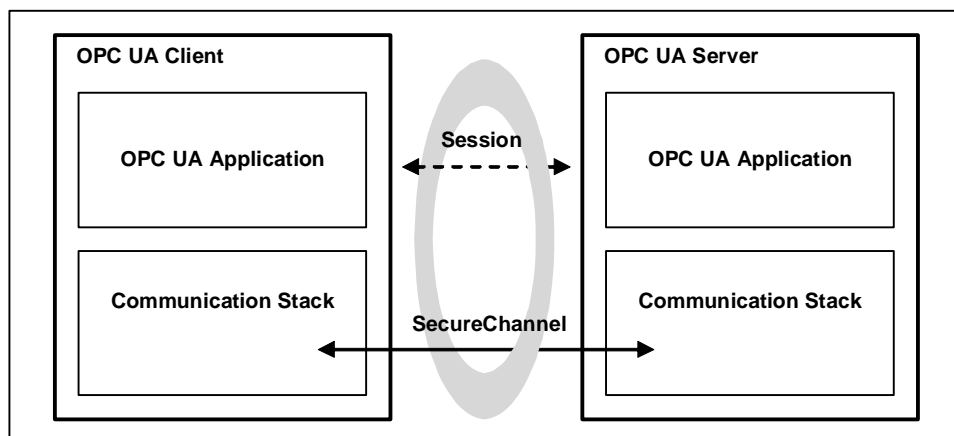 OPC UA Client
OPC UA Server
OPC UA Application
Session
OPC UA Application
Communication Stack
SecureChannel
Communication Stack